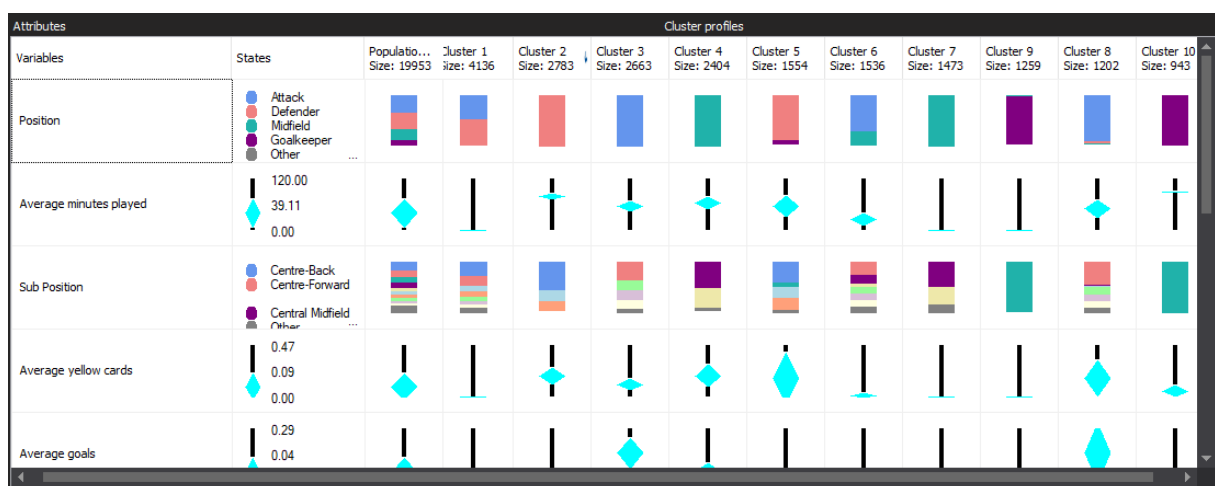 Attributes
Cluster profiles
Variables
States
Populatio...
Size: 19953
Cluster 1
Size: 4136
Cluster 2
Size: 2783
Cluster 3
Size: 2663
Cluster 4
Size: 2404
Cluster 5
Size: 1554
Cluster 6
Size: 1536
Cluster 7
Size: 1473
Cluster 9
Size: 1259
Cluster 8
Size: 1202
Cluster 10
Size: 943
Position
Attack
Defender
Midfield
Goalkeeper
Other
...
Average minutes played
120.00
39.11
0.00
Sub Position
Centre-Back
Centre-Forward
Central Midfield
Other
...
Average yellow cards
0.47
0.09
0.00
Average goals
0.29
0.04